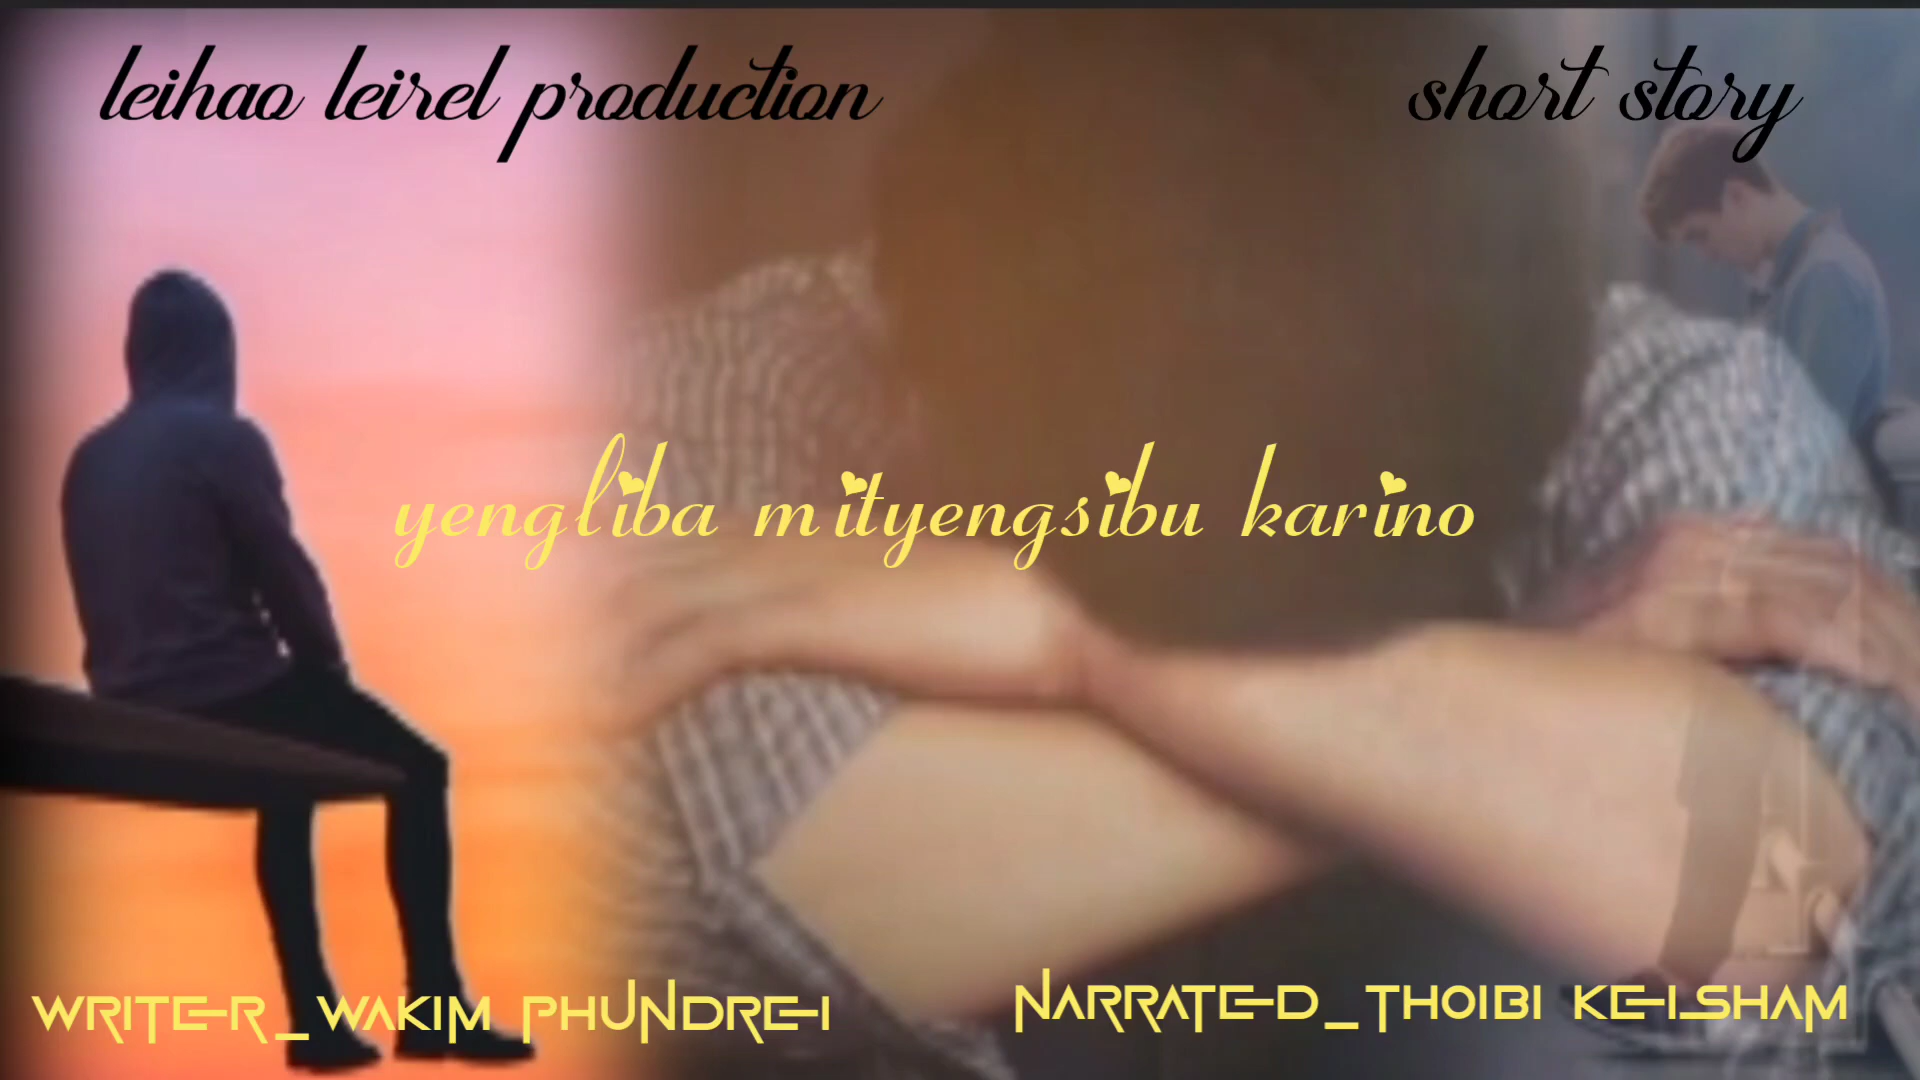 leihao leirel production
short story
yengliba mityengsibu karino
WRITER_WAKIM PHUNDREI
NARRATED_THOIBI KEISHAM